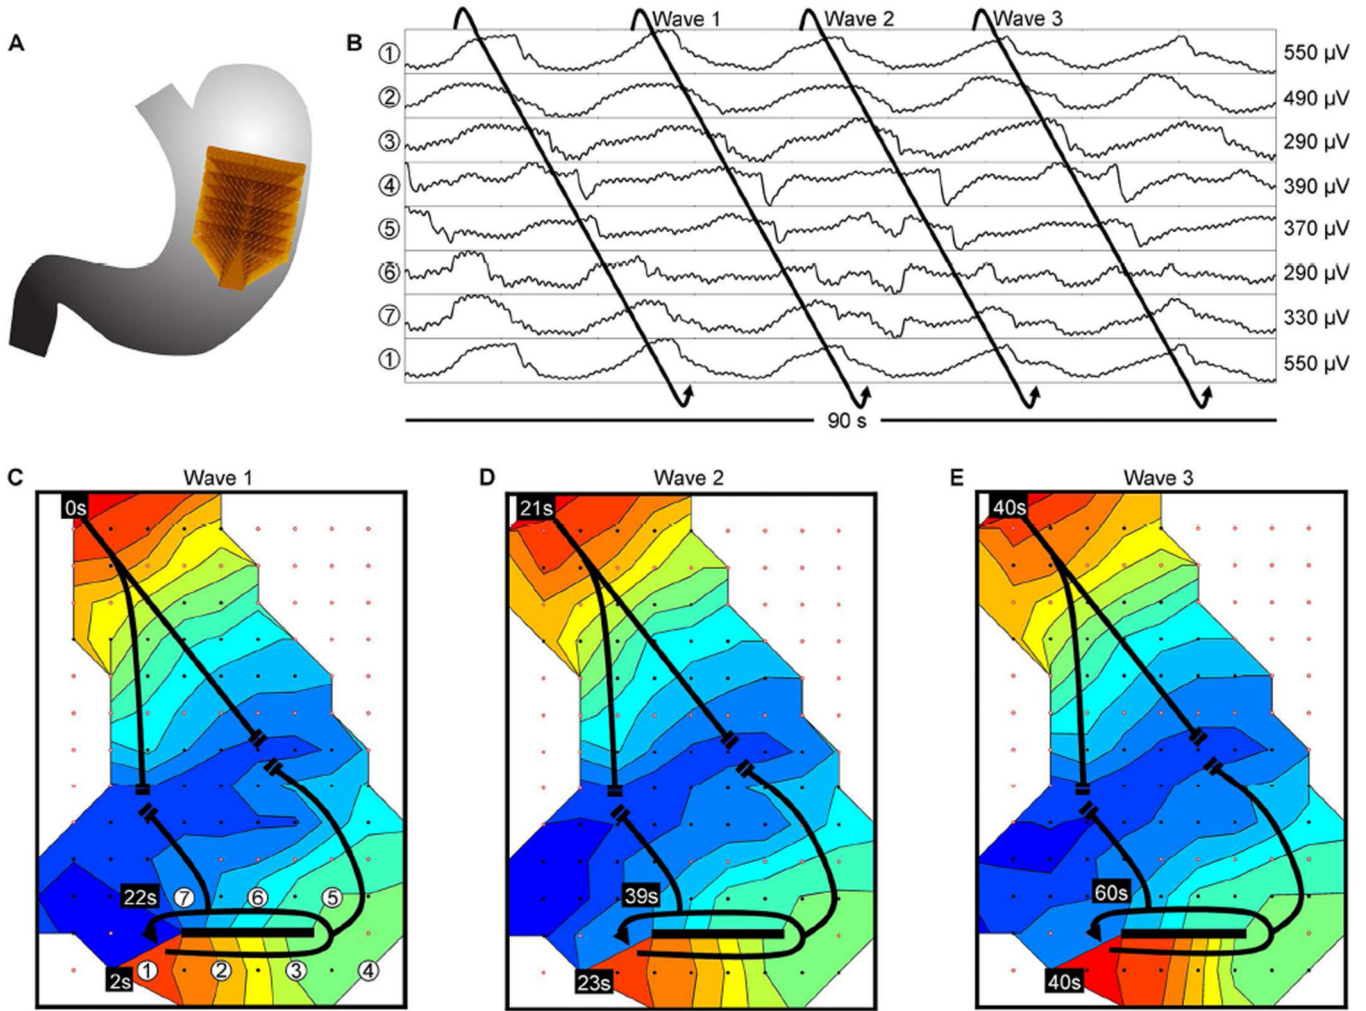 A
B
Wave 1
Wave 2
Wave 3
① 550 µV
② 490 µV
③ 290 µV
④ 390 µV
⑤ 370 µV
⑥ 290 µV
⑦ 330 µV
① 550 µV
90 s
C
Wave 1
0s
22s
⑦
⑥
⑤
2s
①
②
③
④
D
Wave 2
21s
39s
23s
E
Wave 3
40s
60s
40s